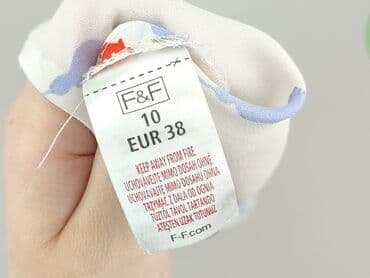 F&F
10
EUR 38
KEEP AWAY FROM FIRE
UCHOVÁVEJTE MIMO DOSAH OHNĚ
UCHOVÁVAJTE MIMO DOSAHU OHŇA
TRZYMAĆ Z DALA OD OGNIA
TŰZTŐL TÁVOL TARTANDÓ
ATEŞTEN UZAK TUTUNUZ
F-F.com